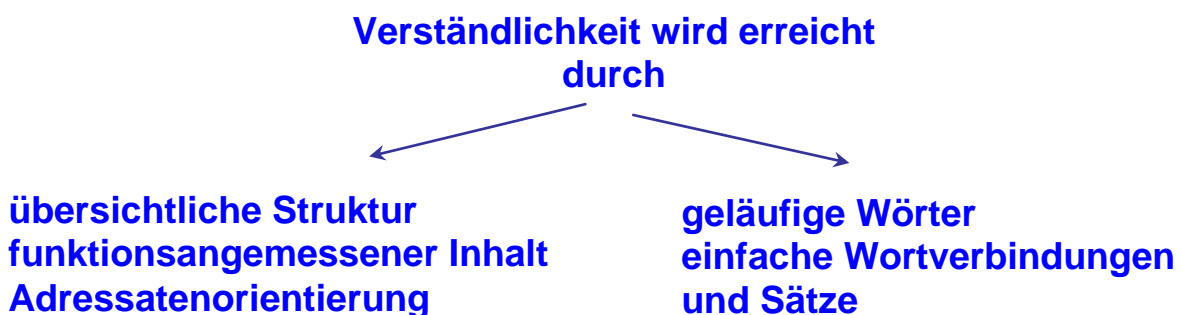 Verständlichkeit wird erreicht
durch
übersichtliche Struktur
funktionsangemessener Inhalt
Adressatenorientierung
geläufige Wörter
einfache Wortverbindungen
und Sätze